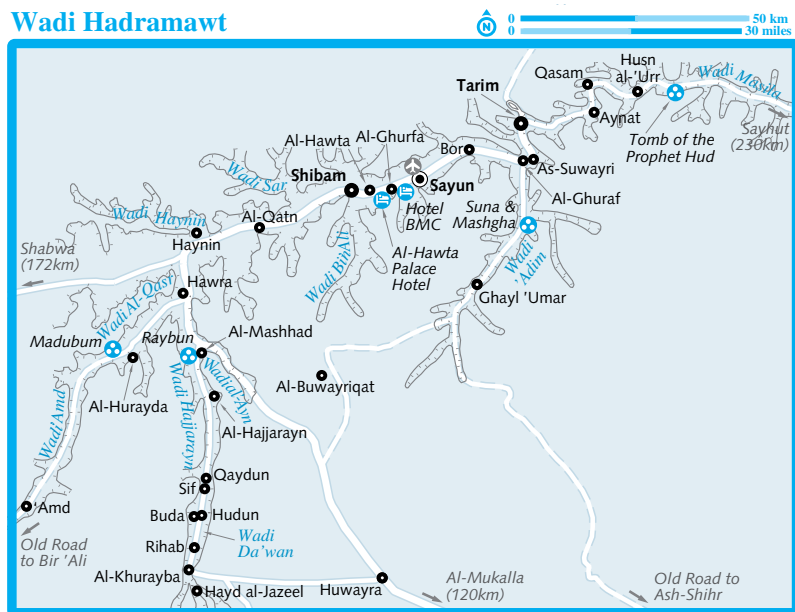 Wadi Hadramawt
N
0 50 km
0 30 miles
Husn
al-'Urr
Qasam
Wadi Masila
Tarim
Aynat
Sayhut
(230km)
Tomb of the
Prophet Hud
Al-Hawta
Al-Ghurfa
Bor
As-Suwayri
Wadi Sar
Shibam
Sayun
Al-Ghuraf
Suna &
Mashgha
Hotel
BMC
Wadi Haynin
Al-Qatn
Haynin
Wadi Bih Ali
Al-Hawta
Palace
Hotel
Wadi
'Adim
Shabwa
(172km)
Hawra
Ghayl 'Umar
Wadi Al-Qasr
Madubum
Raybun
Al-Mashhad
Al-Buwayriqat
Al-Hurayda
Wadi al-Ayn
Wadi Hajjarayn
Al-Hajjarayn
Wadi 'Amd
Qaydun
Sif
'Amd
Buda
Hudun
Old Road
to Bir 'Ali
Wadi
Da'wan
Rihab
Al-Khurayba
Hayd al-Jazeel
Huwayra
Al-Mukalla
(120km)
Old Road to
Ash-Shihr